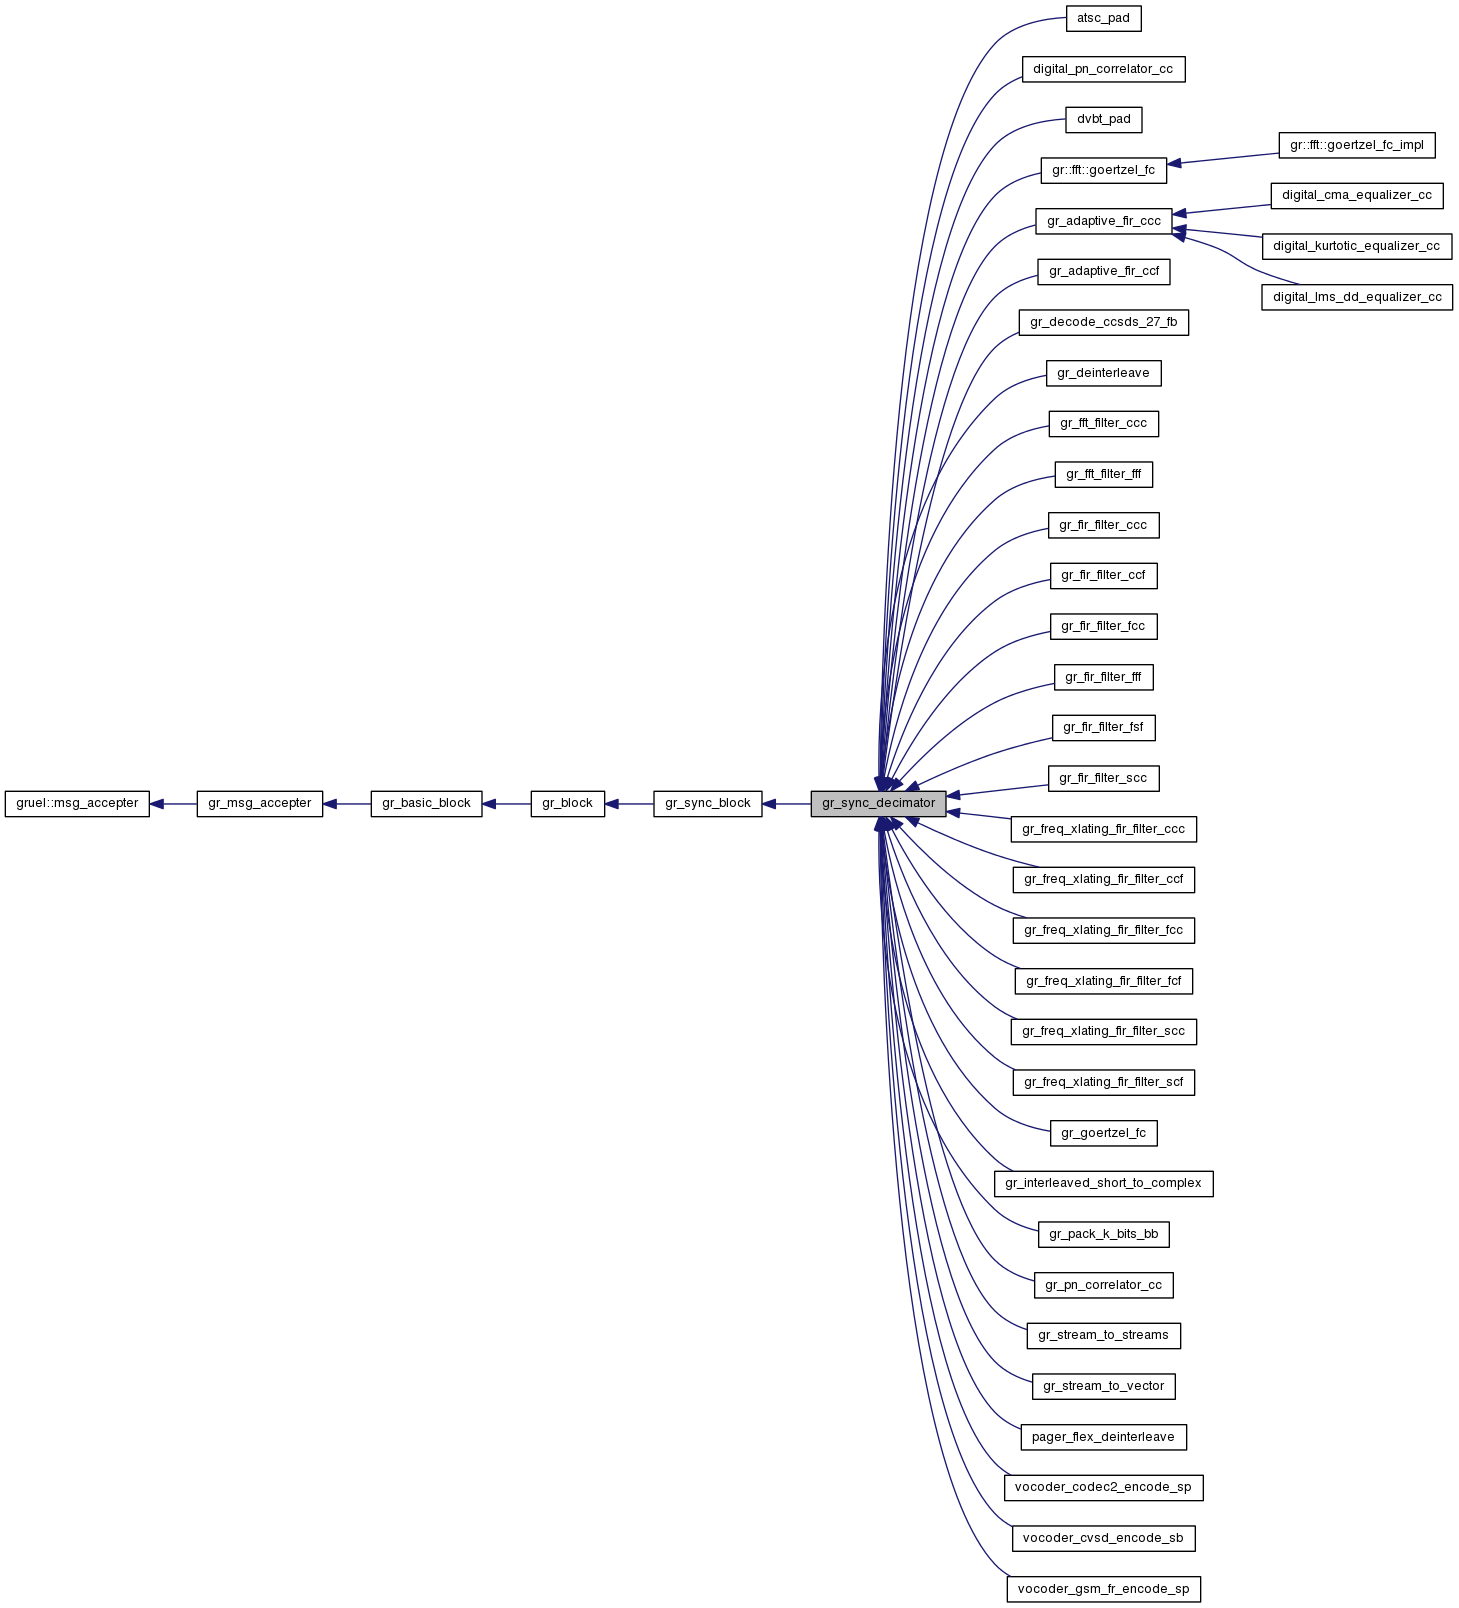 atsc_pad
digital_pn_correlator_cc
dvbt_pad
gr::fft::goertzel_fc_impl
gr::fft::goertzel_fc
digital_cma_equalizer_cc
gr_adaptive_fir_ccc
digital_kurtotic_equalizer_cc
gr_adaptive_fir_ccf
digital_lms_dd_equalizer_cc
gr_decode_ccsds_27_fb
gr_deinterleave
gr_fft_filter_ccc
gr_fft_filter_fff
gr_fir_filter_ccc
gr_fir_filter_ccf
gr_fir_filter_fcc
gr_fir_filter_fff
gr_fir_filter_fsf
gr_fir_filter_scc
gruel::msg_accepter
gr_msg_accepter
gr_basic_block
gr_block
gr_sync_block
gr_sync_decimator
gr_freq_xlating_fir_filter_ccc
gr_freq_xlating_fir_filter_ccf
gr_freq_xlating_fir_filter_fcc
gr_freq_xlating_fir_filter_fcf
gr_freq_xlating_fir_filter_scc
gr_freq_xlating_fir_filter_scf
gr_goertzel_fc
gr_interleaved_short_to_complex
gr_pack_k_bits_bb
gr_pn_correlator_cc
gr_stream_to_streams
gr_stream_to_vector
pager_flex_deinterleave
vocoder_codec2_encode_sp
vocoder_cvsd_encode_sb
vocoder_gsm_fr_encode_sp